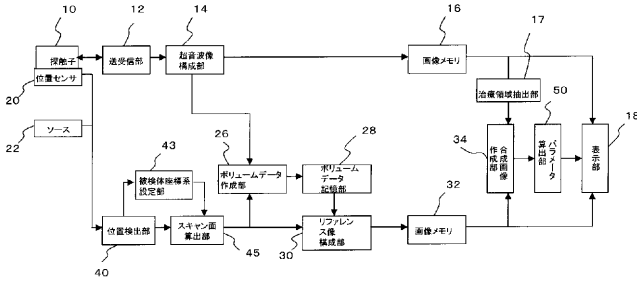 10
12
14
16
17
探触子
送受信部
超音波像
構成部
画像メモリ
位置センサ
20
治療領域抽出部
50
18
ソース
22
43
26
28
34
合成画像
作成部
パラメータ
算出部
表示部
被検体座標系
設定部
ボリュームデータ
作成部
ボリューム
データ
記憶部
32
位置検出部
スキャン面
算出部
リファレン
ス像
構成部
画像メモリ
40
45
30